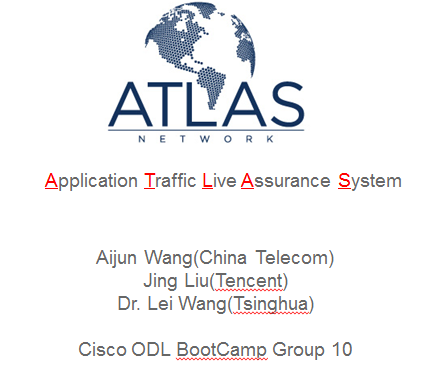 ATLAS
NETWORK
Application Traffic Live Assurance System
Aijun Wang(China Telecom)
Jing Liu(Tencent)
Dr. Lei Wang(Tsinghua)
Cisco ODL BootCamp Group 10